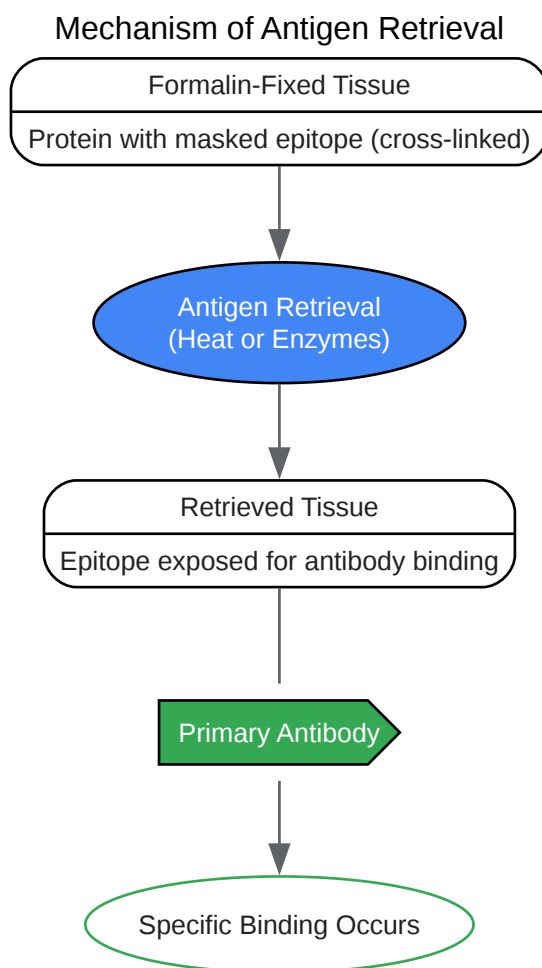 Mechanism of Antigen Retrieval
Formalin-Fixed Tissue
Protein with masked epitope (cross-linked)
Antigen Retrieval
(Heat or Enzymes)
Retrieved Tissue
Epitope exposed for antibody binding
Primary Antibody
Specific Binding Occurs